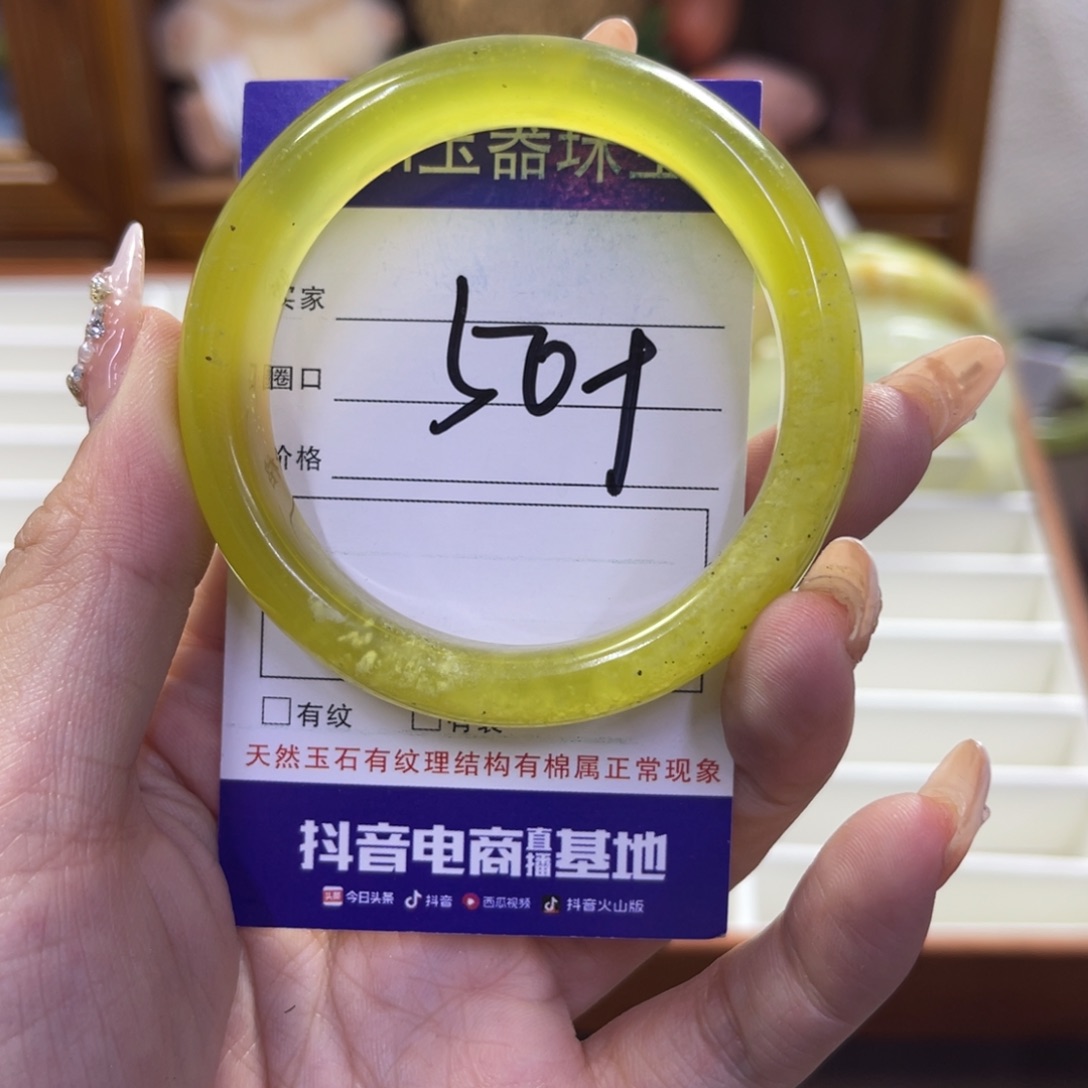 玉器珠宝
买家
圈口
价格
有纹
天然玉石有纹理结构有棉属正常现象
抖音电商直播基地
今日头条 抖音 西瓜视频 抖音火山版